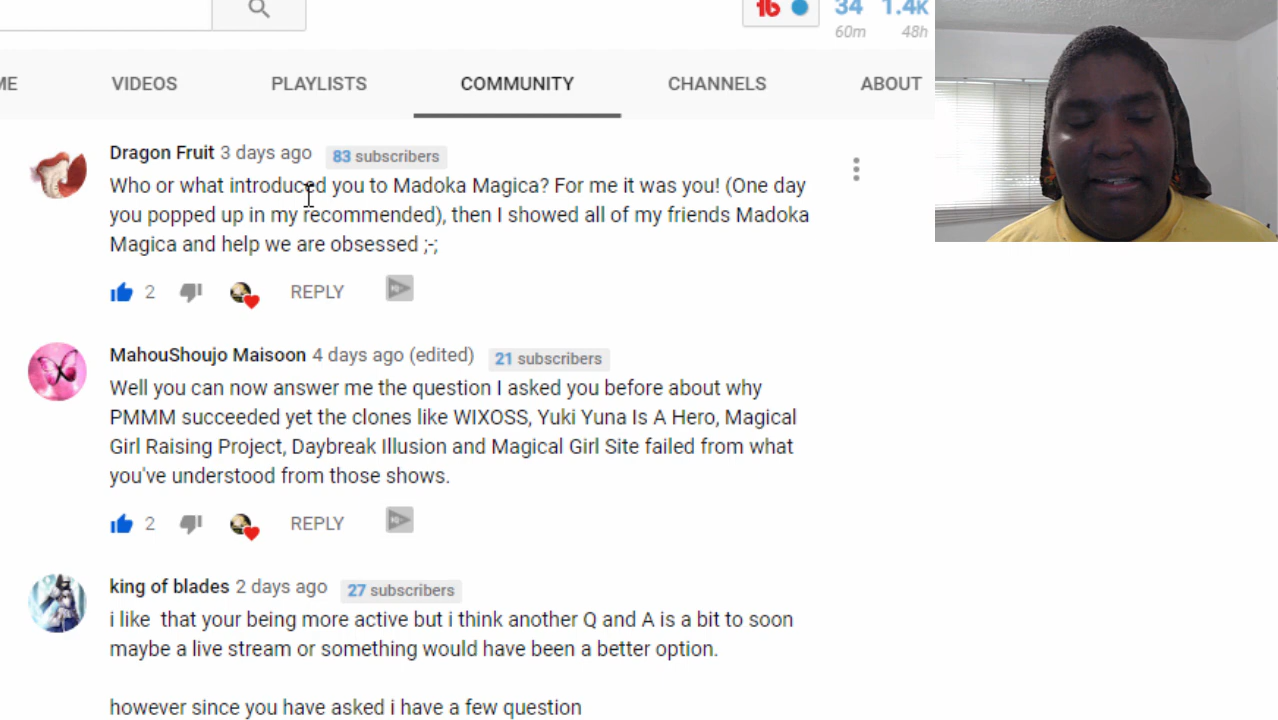 34 1.4K
60m 48h
ME VIDEOS PLAYLISTS COMMUNITY CHANNELS ABOUT
Dragon Fruit 3 days ago 83 subscribers
Who or what introduced you to Madoka Magica? For me it was you! (One day
you popped up in my recommended), then I showed all of my friends Madoka
Magica and help we are obsessed ;-;
2 REPLY
MahouShoujo Maisoon 4 days ago (edited) 21 subscribers
Well you can now answer me the question I asked you before about why
PMMM succeeded yet the clones like WIXOSS, Yuki Yuna Is A Hero, Magical
Girl Raising Project, Daybreak Illusion and Magical Girl Site failed from what
you've understood from those shows.
2 REPLY
king of blades 2 days ago 27 subscribers
i like that your being more active but i think another Q and A is a bit to soon
maybe a live stream or something would have been a better option.
however since you have asked i have a few question